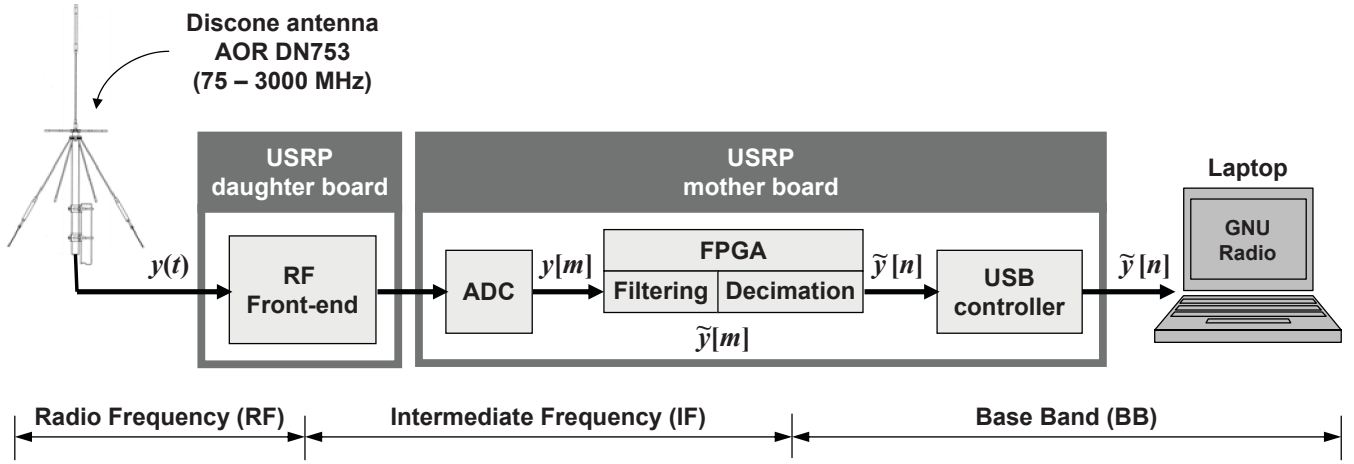 Discone antenna
AOR DN753
(75 – 3000 MHz)
USRP
daughter board
USRP
mother board
Laptop
y(t)
RF
Front-end
ADC
y[m]
FPGA
Filtering
Decimation
ỹ[m]
ỹ[n]
USB
controller
ỹ[n]
GNU
Radio
Radio Frequency (RF)
Intermediate Frequency (IF)
Base Band (BB)